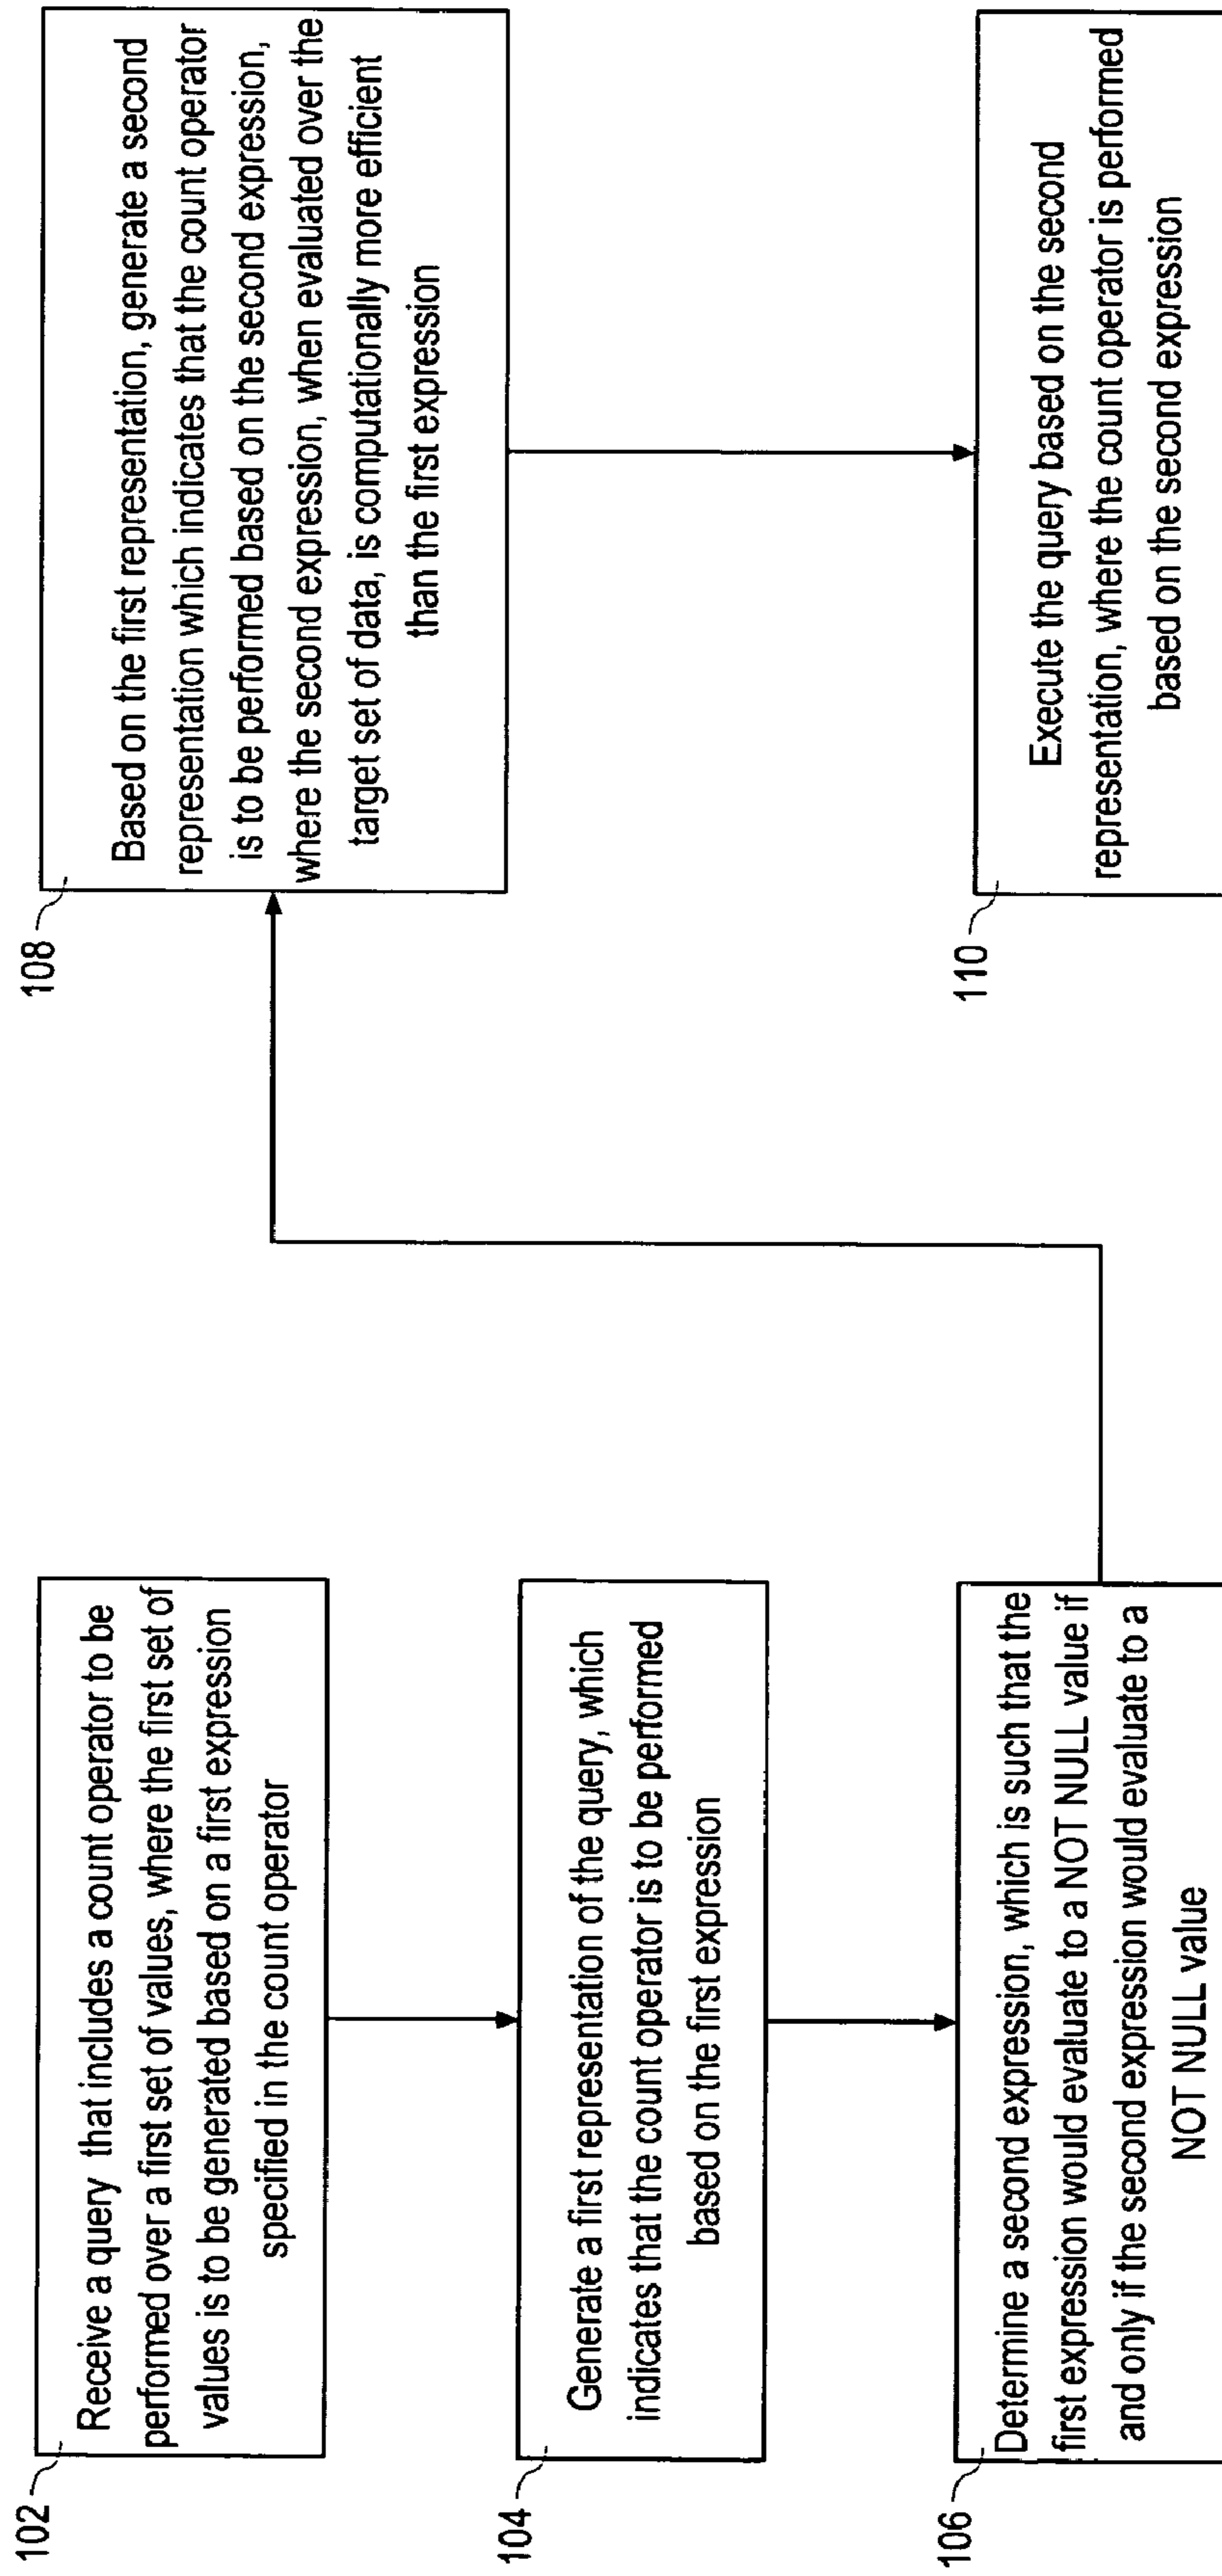 102
Receive a query that includes a count operator to be
performed over a first set of values, where the first set of
values is to be generated based on a first expression
specified in the count operator
104
Generate a first representation of the query, which
indicates that the count operator is to be performed
based on the first expression
106
Determine a second expression, which is such that the
first expression would evaluate to a NOT NULL value if
and only if the second expression would evaluate to a
NOT NULL value
108
Based on the first representation, generate a second
representation which indicates that the count operator
is to be performed based on the second expression,
where the second expression, when evaluated over the
target set of data, is computationally more efficient
than the first expression
110
Execute the query based on the second
representation, where the count operator is performed
based on the second expression